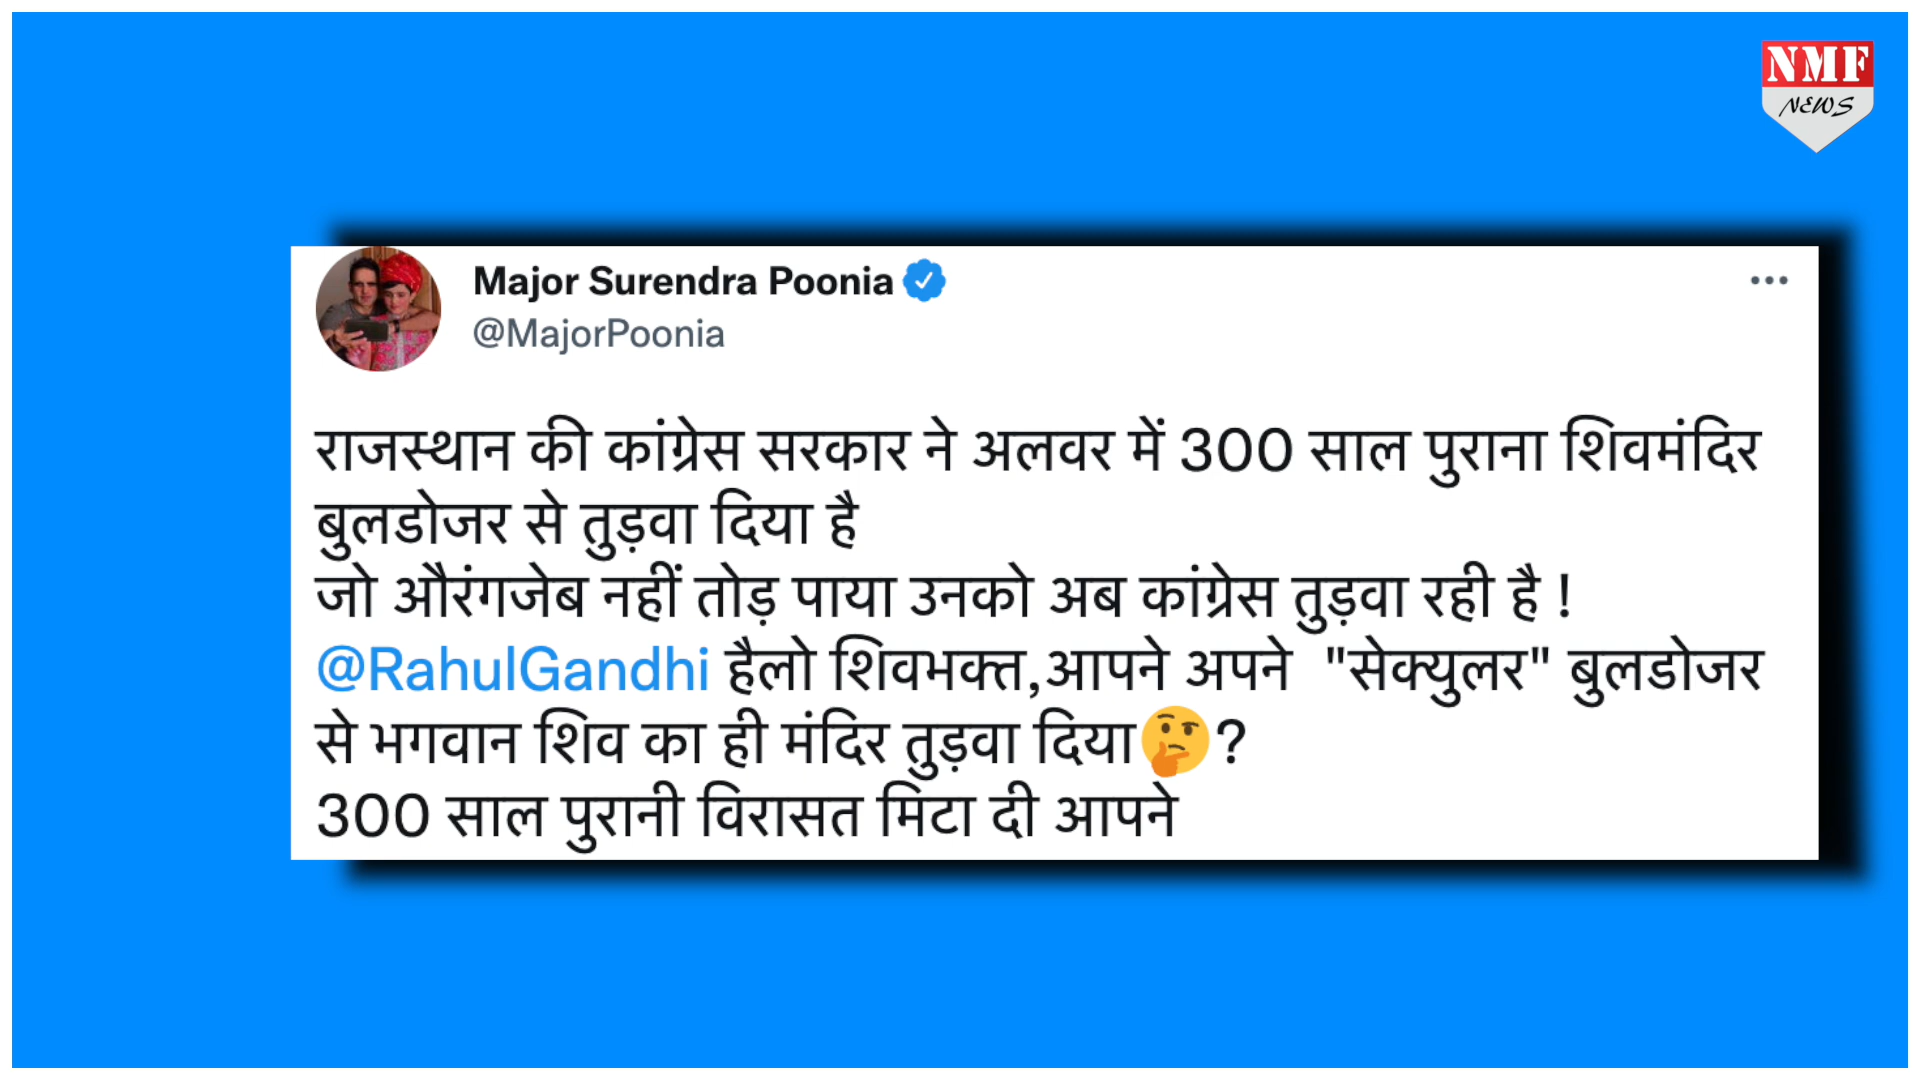 NMF
NEWS
Major Surendra Poonia
@MajorPoonia
राजस्थान की कांग्रेस सरकार ने अलवर में 300 साल पुराना शिवमंदिर
बुलडोजर से तुड़वा दिया है
जो औरंगजेब नहीं तोड़ पाया उनको अब कांग्रेस तुड़वा रही है !
@RahulGandhi हैलो शिवभक्त,आपने अपने "सेक्युलर" बुलडोजर
से भगवान शिव का ही मंदिर तुड़वा दिया🤔?
300 साल पुरानी विरासत मिटा दी आपने